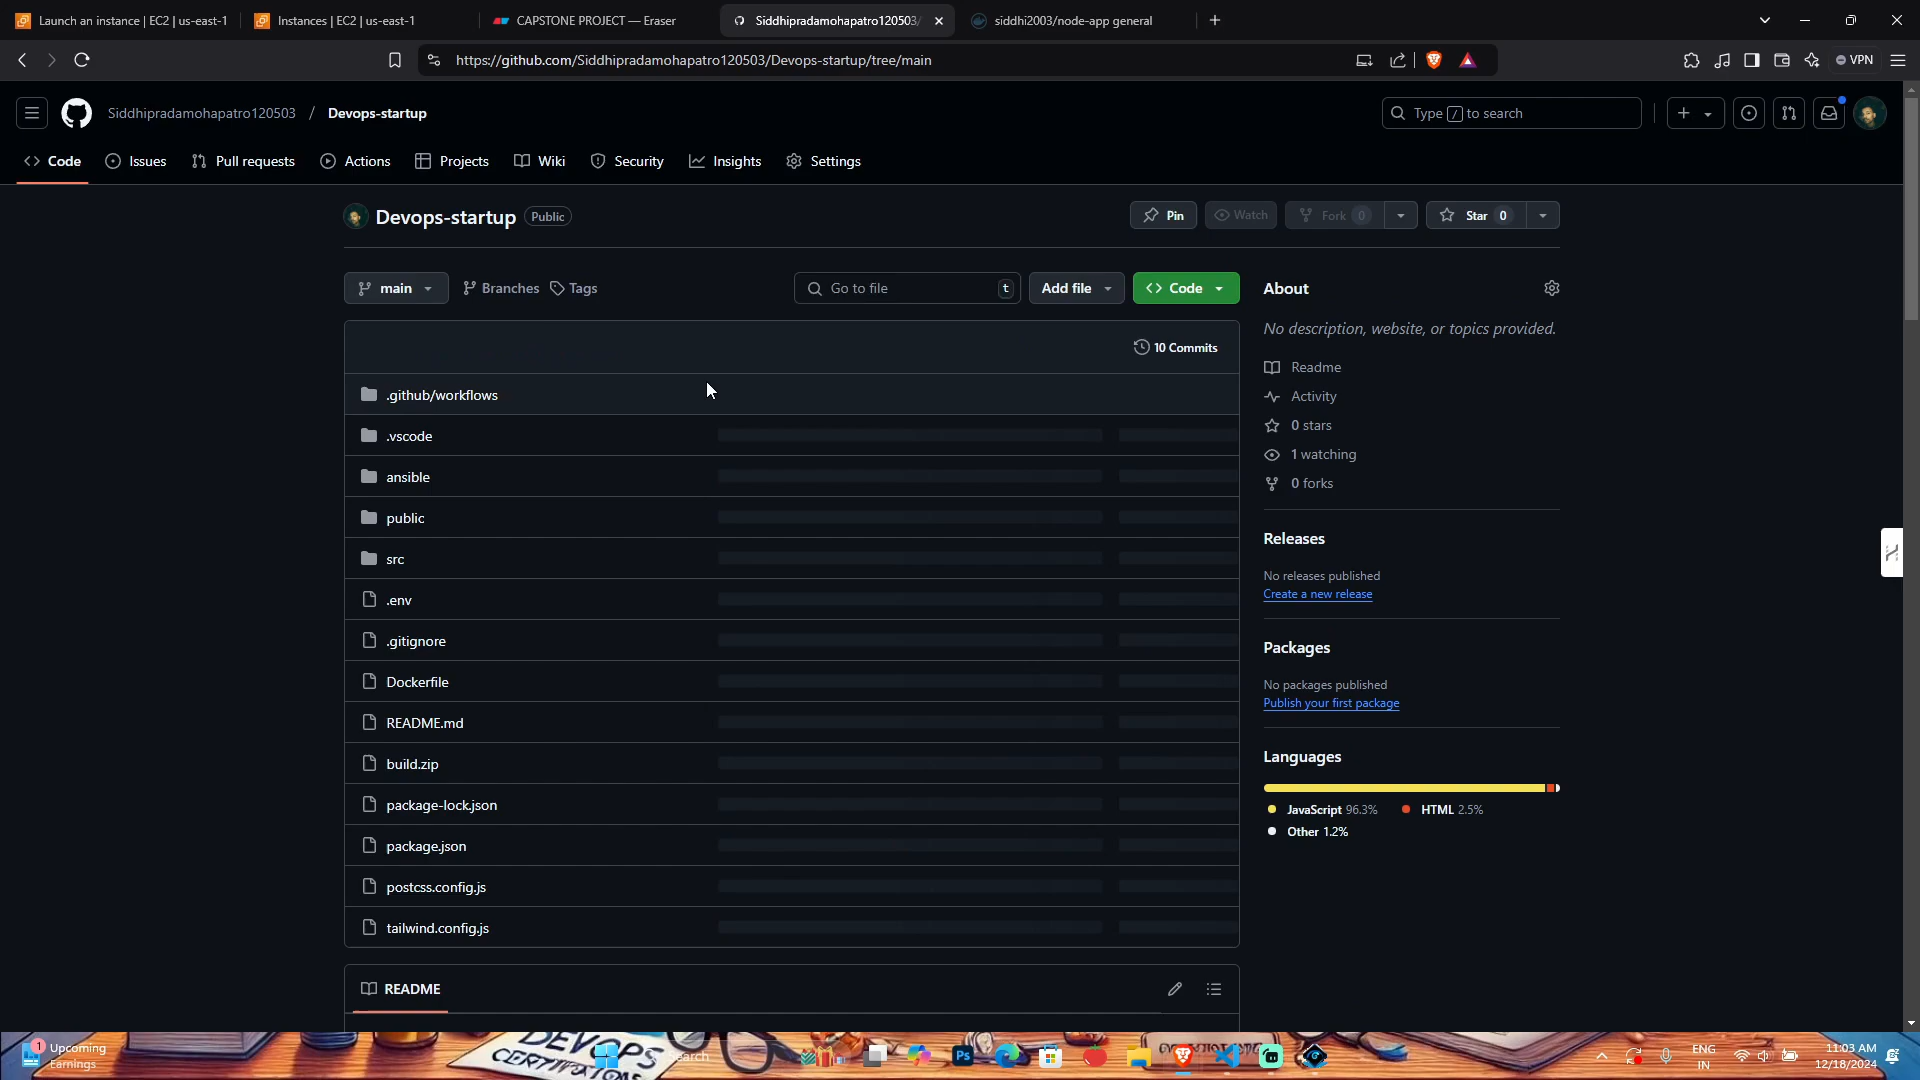 Launch an instance | EC2 | us-east-1
Instances | EC2 | us-east-1
CAPSTONE PROJECT — Eraser
Siddhipradamohapatro120503/
siddhi2003/node-app general
https://github.com/Siddhipradamohapatro120503/Devops-startup/tree/main
VPN
Siddhipradamohapatro120503 / Devops-startup
Type / to search
Code
Issues
Pull requests
Actions
Projects
Wiki
Security
Insights
Settings
Devops-startup
Public
Pin
Watch
Fork 0
Star 0
main
Branches
Tags
Go to file
t
Add file
Code
10 Commits
.github/workflows
.vscode
ansible
public
src
.env
.gitignore
Dockerfile
README.md
build.zip
package-lock.json
package.json
postcss.config.js
tailwind.config.js
README
About
No description, website, or topics provided.
Readme
Activity
0 stars
1 watching
0 forks
Releases
No releases published
Create a new release
Packages
No packages published
Publish your first package
Languages
JavaScript 96.3%
HTML 2.5%
Other 1.2%
1
Upcoming
Earnings
DEVOPS
CERTIFICATIONS
Search
Ps
ENG
IN
11:03 AM
12/18/2024